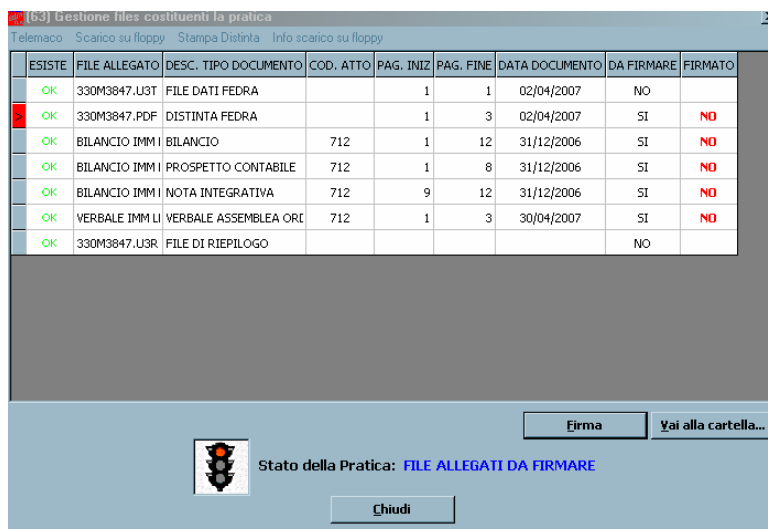 (63) Gestione files costituenti la pratica
Telemaco Scarico su floppy Stampa Distinta Info scarico su floppy
ESISTE FILE ALLEGATO DESC. TIPO DOCUMENTO COD. ATTO PAG. INIZ PAG. FINE DATA DOCUMENTO DA FIRMARE FIRMATO
OK 330M3847.U3T FILE DATI FEDRA 1 1 02/04/2007 NO
> OK 330M3847.PDF DISTINTA FEDRA 1 3 02/04/2007 SI NO
OK BILANCIO IMM I BILANCIO 712 1 12 31/12/2006 SI NO
OK BILANCIO IMM I PROSPETTO CONTABILE 712 1 8 31/12/2006 SI NO
OK BILANCIO IMM I NOTA INTEGRATIVA 712 9 12 31/12/2006 SI NO
OK VERBALE IMM LI VERBALE ASSEMBLEA ORD 712 1 3 30/04/2007 SI NO
OK 330M3847.U3R FILE DI RIEPILOGO NO
Firma Vai alla cartella...
Stato della Pratica: FILE ALLEGATI DA FIRMARE
Chiudi